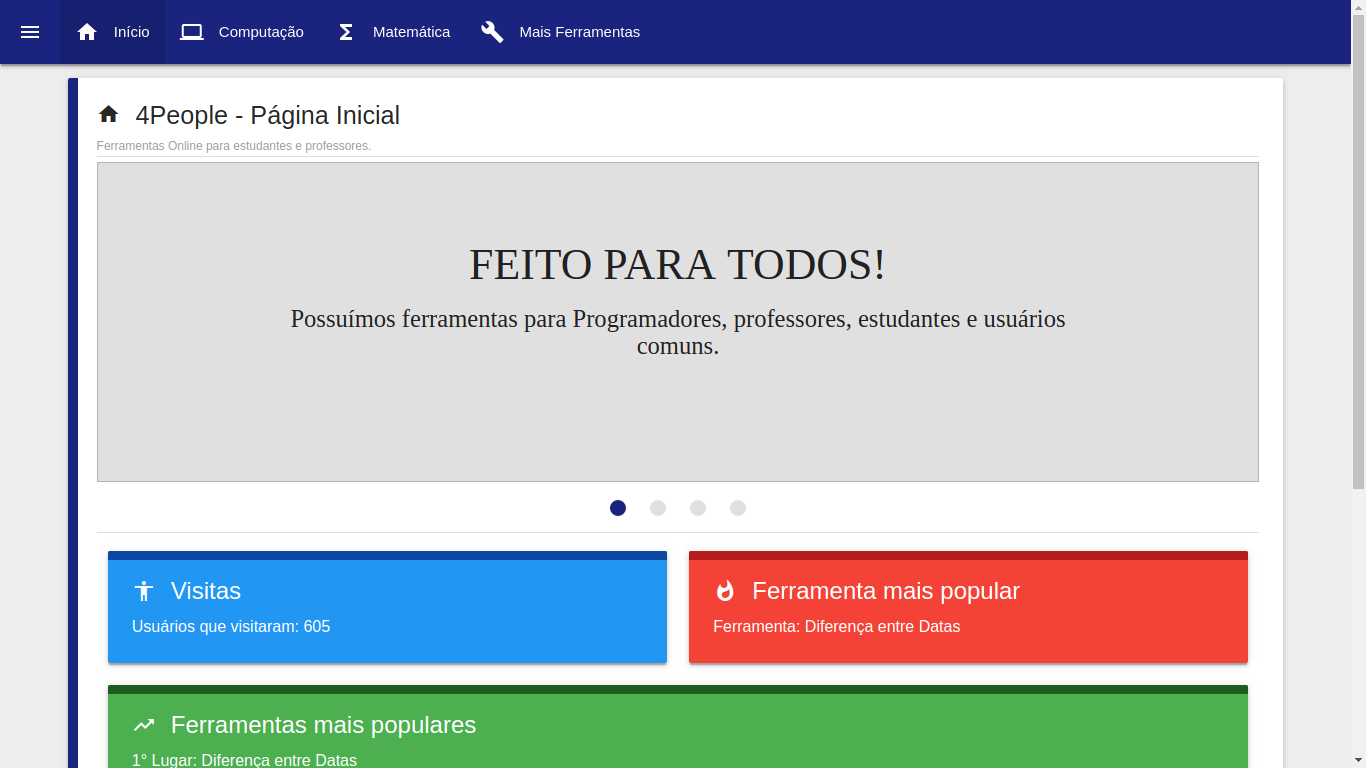 Início
Computação
Matemática
Mais Ferramentas
4People - Página Inicial
Ferramentas Online para estudantes e professores.
FEITO PARA TODOS!
Possuímos ferramentas para Programadores, professores, estudantes e usuários
comuns.
Visitas
Usuários que visitaram: 605
Ferramenta mais popular
Ferramenta: Diferença entre Datas
Ferramentas mais populares
1° Lugar: Diferença entre Datas